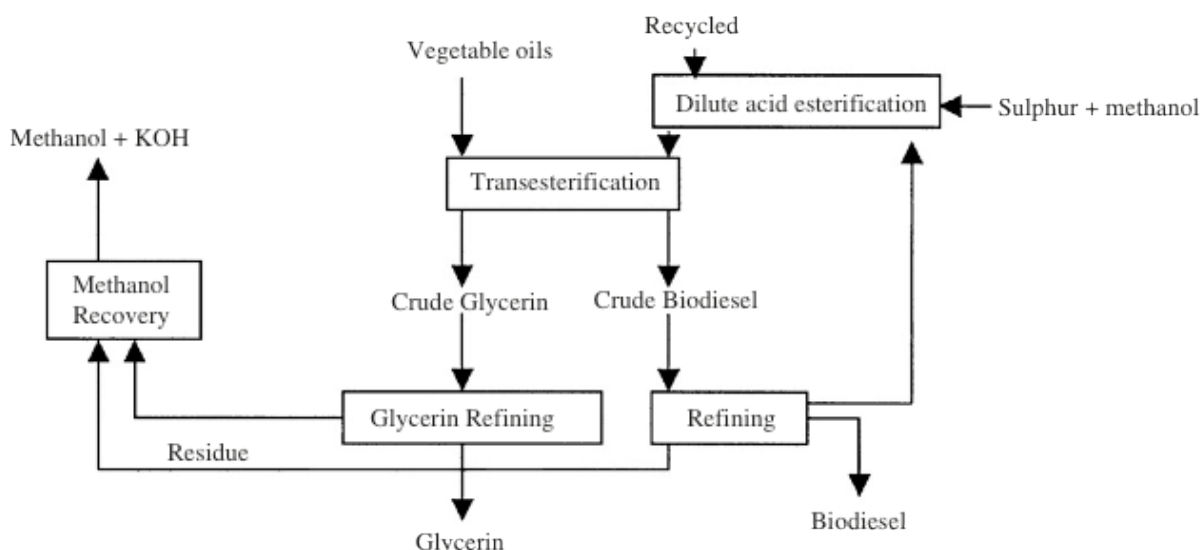 Recycled
Vegetable oils
Dilute acid esterification
Sulphur + methanol
Methanol + KOH
Transesterification
Methanol
Recovery
Crude Glycerin
Crude Biodiesel
Glycerin Refining
Refining
Residue
Biodiesel
Glycerin